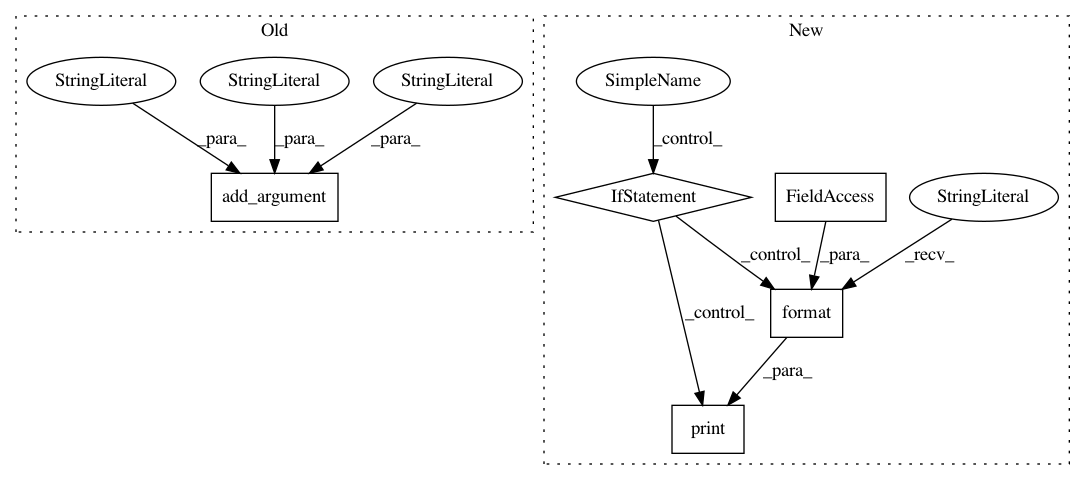 Old
New
StringLiteral
StringLiteral
StringLiteral
SimpleName
_para_
_para_
_para_
_control_
add_argument
IfStatement
FieldAccess
StringLiteral
_control_
_para_
_recv_
_control_
format
_para_
print